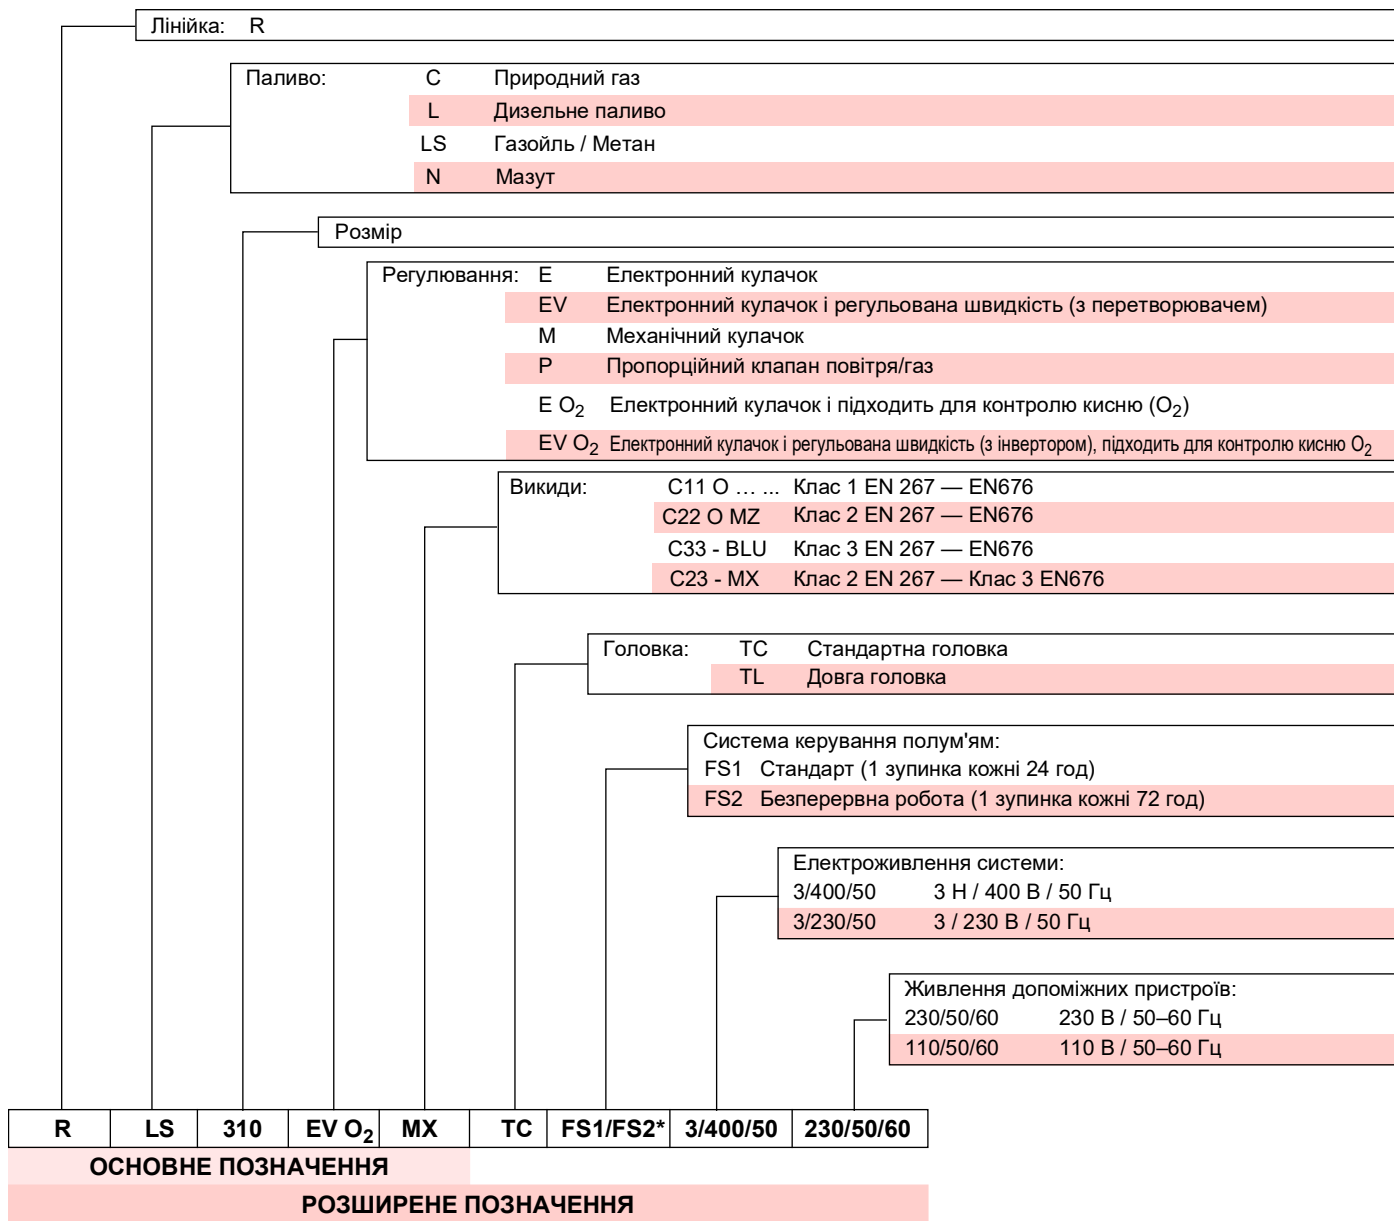 Лінійка: R
Паливо: C Природний газ
L Дизельне паливо
LS Газойль / Метан
N Мазут
Розмір
Регулювання: E Електронний кулачок
EV Електронний кулачок і регульована швидкість (з перетворювачем)
M Механічний кулачок
P Пропорційний клапан повітря/газ
E O₂ Електронний кулачок і підходить для контролю кисню (O₂)
EV O₂ Електронний кулачок і регульована швидкість (з інвертором), підходить для контролю кисню O₂
Викиди: C11 O … ... Клас 1 EN 267 — EN676
C22 O MZ Клас 2 EN 267 — EN676
C33 - BLU Клас 3 EN 267 — EN676
C23 - MX Клас 2 EN 267 — Клас 3 EN676
Головка: TC Стандартна головка
TL Довга головка
Система керування полум'ям:
FS1 Стандарт (1 зупинка кожні 24 год)
FS2 Безперервна робота (1 зупинка кожні 72 год)
Електроживлення системи:
3/400/50 3 Н / 400 В / 50 Гц
3/230/50 3 / 230 В / 50 Гц
Живлення допоміжних пристроїв:
230/50/60 230 В / 50–60 Гц
110/50/60 110 В / 50–60 Гц
R LS 310 EV O₂ MX TC FS1/FS2* 3/400/50 230/50/60
ОСНОВНЕ ПОЗНАЧЕННЯ
РОЗШИРЕНЕ ПОЗНАЧЕННЯ